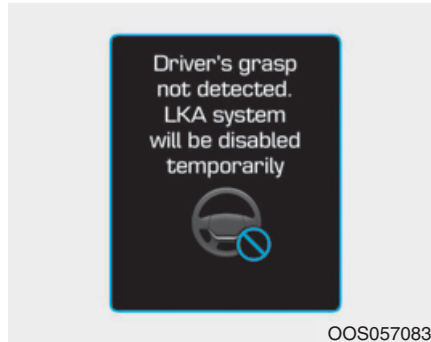 Driver's grasp
not detected.
LKA system
will be disabled
temporarily
OOS057083